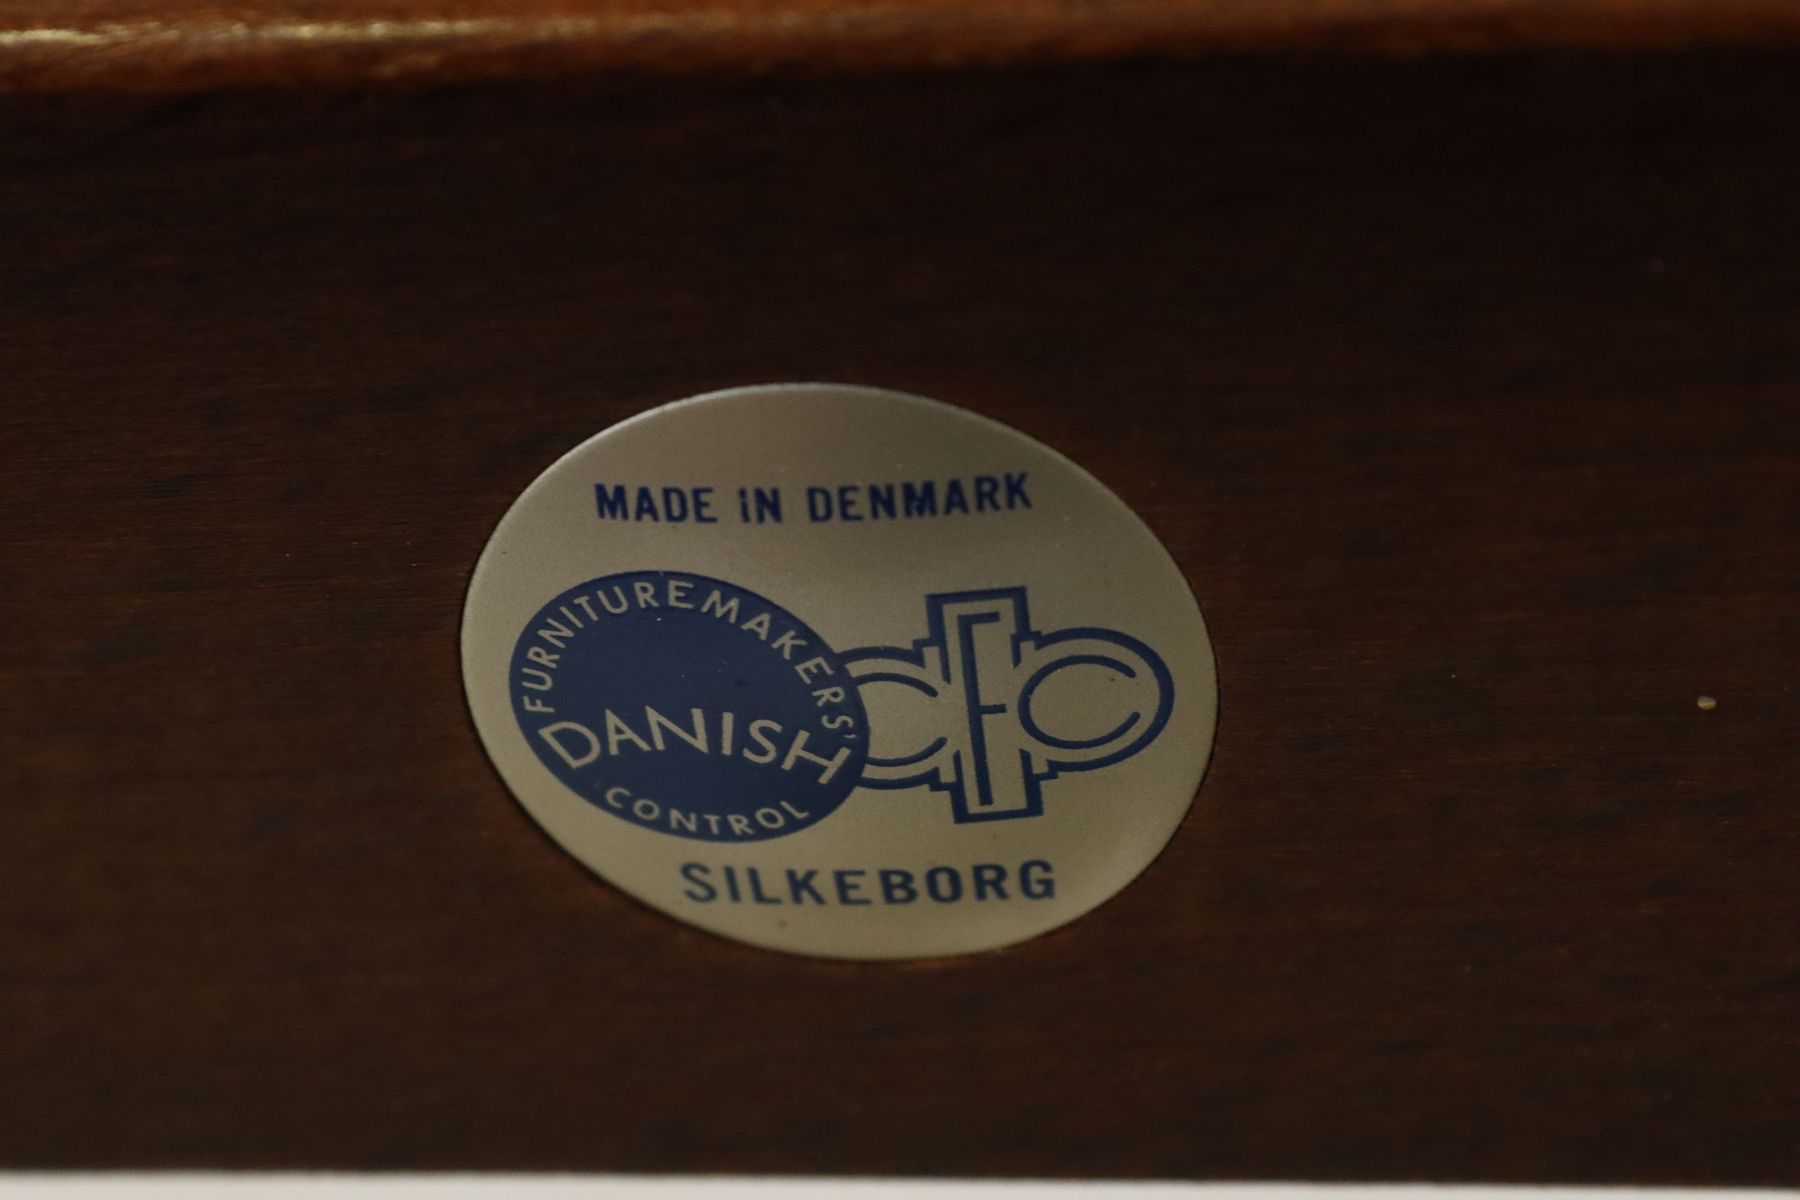 MADE IN DENMARK
FURNITUREMAKERS'
DANISH
CONTROL
CFC
SILKEBORG